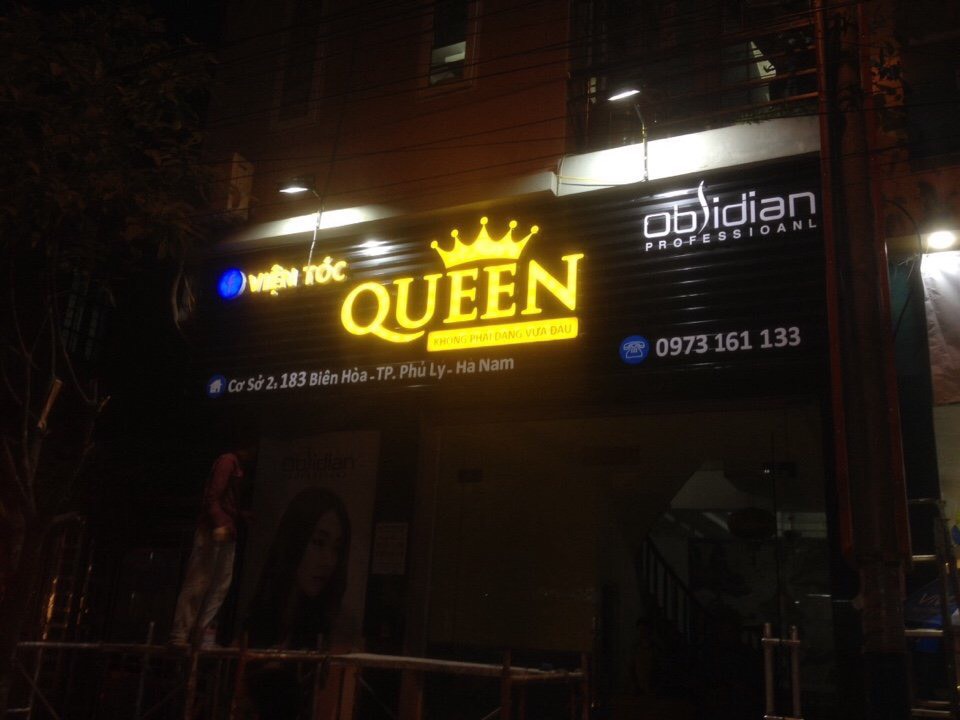 VIỆN TÓC
QUEEN
KHÔNG PHẢI DẠNG VỪA ĐÂU
obsidian
PROFESSIOANL
0973 161 133
Cơ Sở 2, 183 Biên Hòa - TP. Phủ Lý - Hà Nam
obsidian